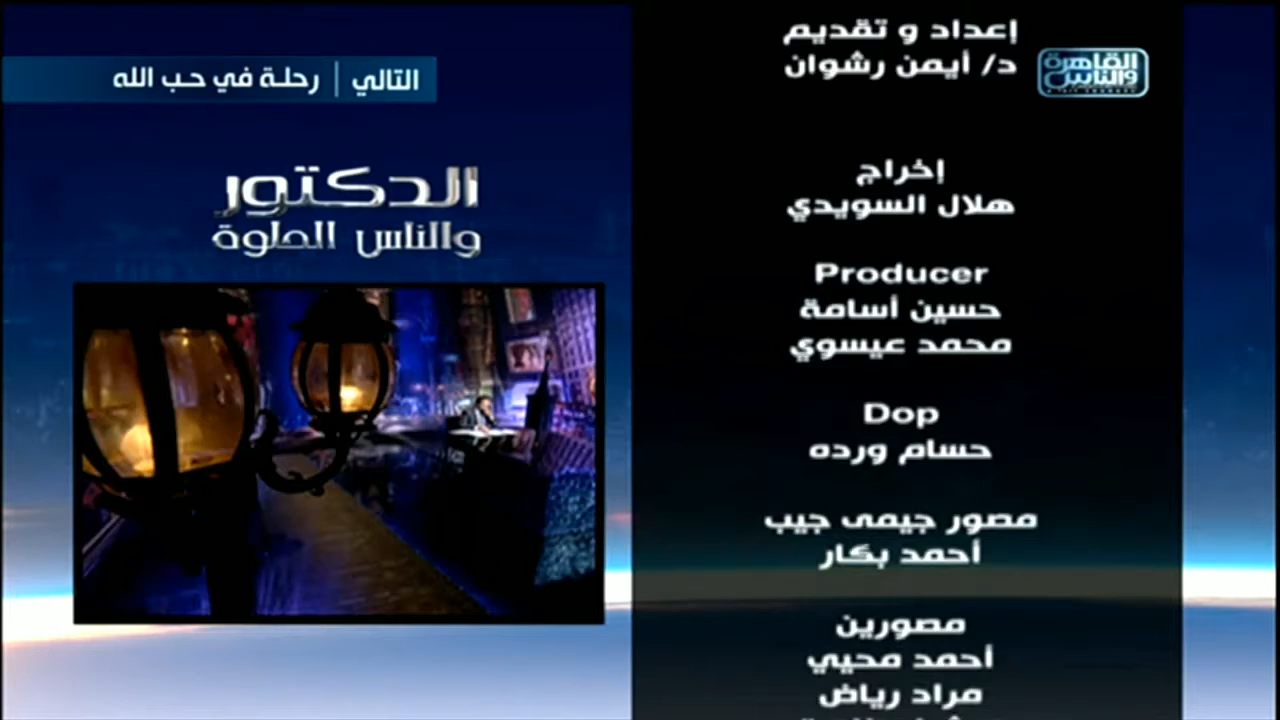 التالي | رحلة في حب الله
الدكتور
والناس الحلوة
القاهرة
والناس
إعداد و تقديم
د/ أيمن رشوان
إخراج
هلال السويدي
Producer
حسين أسامة
محمد عيسوي
Dop
حسام ورده
مصور جيمى جيب
أحمد بكار
مصورين
أحمد محيي
مراد رياض